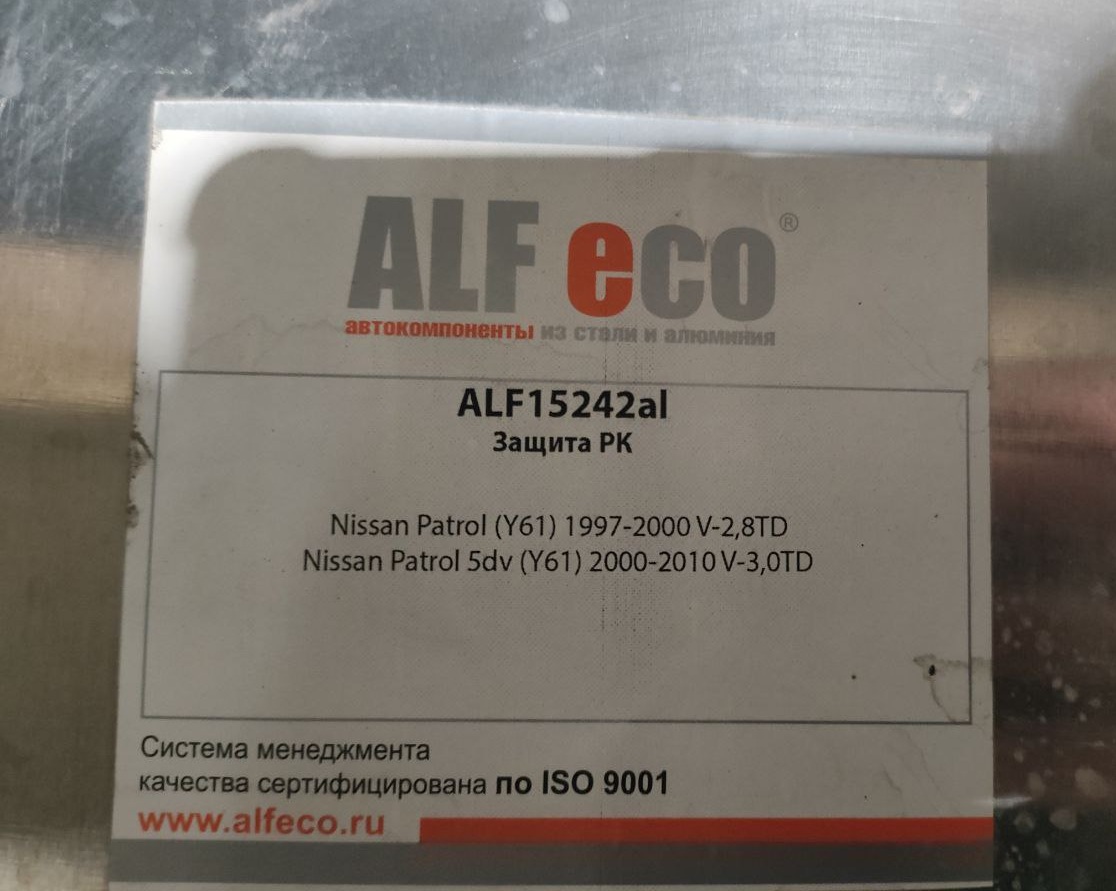 ALF eco®
автокомпоненты из стали и алюминия
ALF15242al
Защита РК
Nissan Patrol (Y61) 1997-2000 V-2,8TD
Nissan Patrol 5dv (Y61) 2000-2010 V-3,0TD
Система менеджмента
качества сертифицирована по ISO 9001
www.alfeco.ru